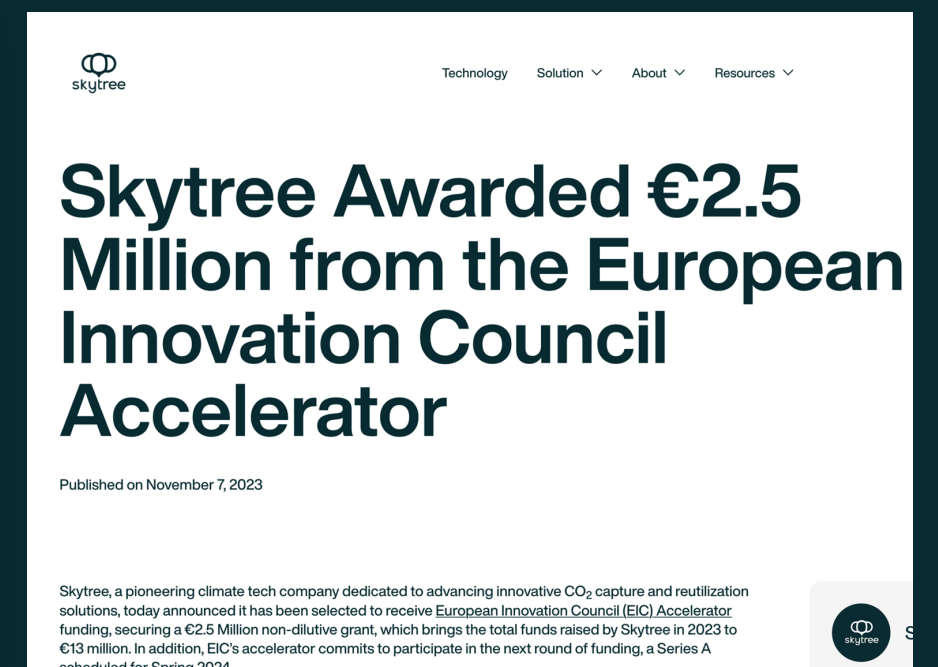 skytree
Technology Solution About Resources
Skytree Awarded €2.5
Million from the European
Innovation Council
Accelerator
Published on November 7, 2023
Skytree, a pioneering climate tech company dedicated to advancing innovative CO₂ capture and reutilization
solutions, today announced it has been selected to receive European Innovation Council (EIC) Accelerator
funding, securing a €2.5 Million non-dilutive grant, which brings the total funds raised by Skytree in 2023 to
€13 million. In addition, EIC's accelerator commits to participate in the next round of funding, a Series A
scheduled for Spring 2024.
skytree
S